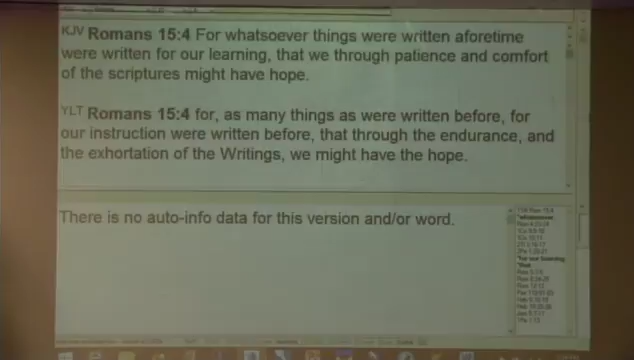 KJV Romans 15:4 For whatsoever things were written aforetime
were written for our learning, that we through patience and comfort
of the scriptures might have hope.
YLT Romans 15:4 for, as many things as were written before, for
our instruction were written before, that through the endurance, and
the exhortation of the Writings, we might have the hope.
There is no auto-info data for this version and/or word.